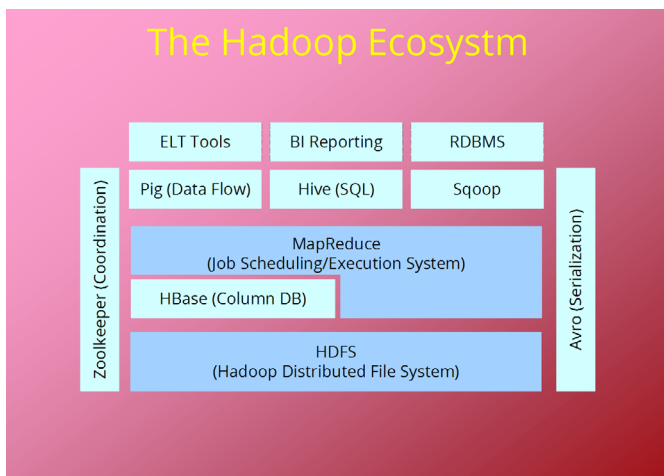 The Hadoop Ecosystm
ELT Tools
BI Reporting
RDBMS
Pig (Data Flow)
Hive (SQL)
Sqoop
Zoolkeeper (Coordination)
MapReduce
(Job Scheduling/Execution System)
HBase (Column DB)
HDFS
(Hadoop Distributed File System)
Avro (Serialization)